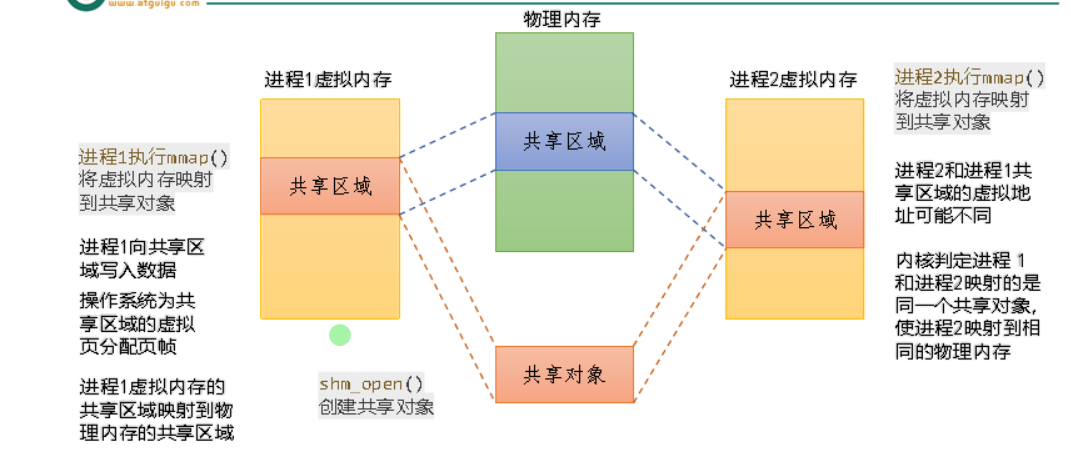 www.atguigu.com
物理内存
进程1虚拟内存
进程2虚拟内存
共享区域
共享区域
共享区域
共享对象
进程1执行mmap()
将虚拟内存映射
到共享对象
进程1向共享区
域写入数据
操作系统为共
享区域的虚拟
页分配页帧
进程1虚拟内存的
共享区域映射到物
理内存的共享区域
shm_open()
创建共享对象
进程2执行mmap()
将虚拟内存映射
到共享对象
进程2和进程1共
享区域的虚拟地
址可能不同
内核判定进程 1
和进程2映射的是
同一个共享对象,
使进程2映射到相
同的物理内存